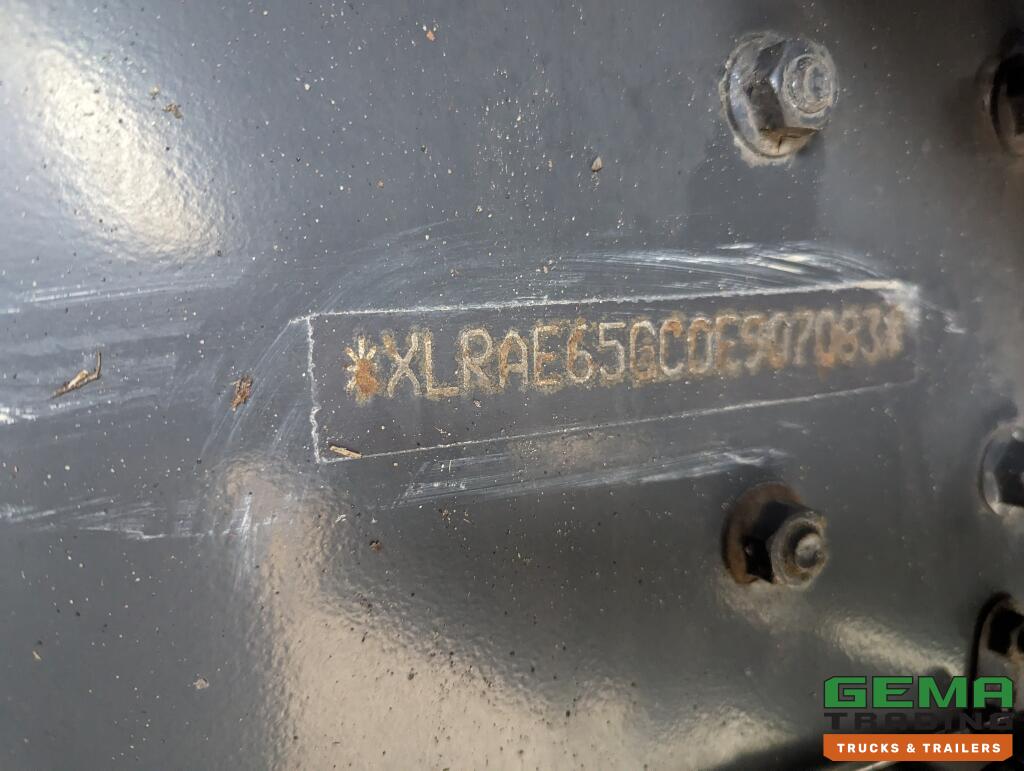 *XLRAE65GC0E907083*
GEMA
TRADING
TRUCKS & TRAILERS